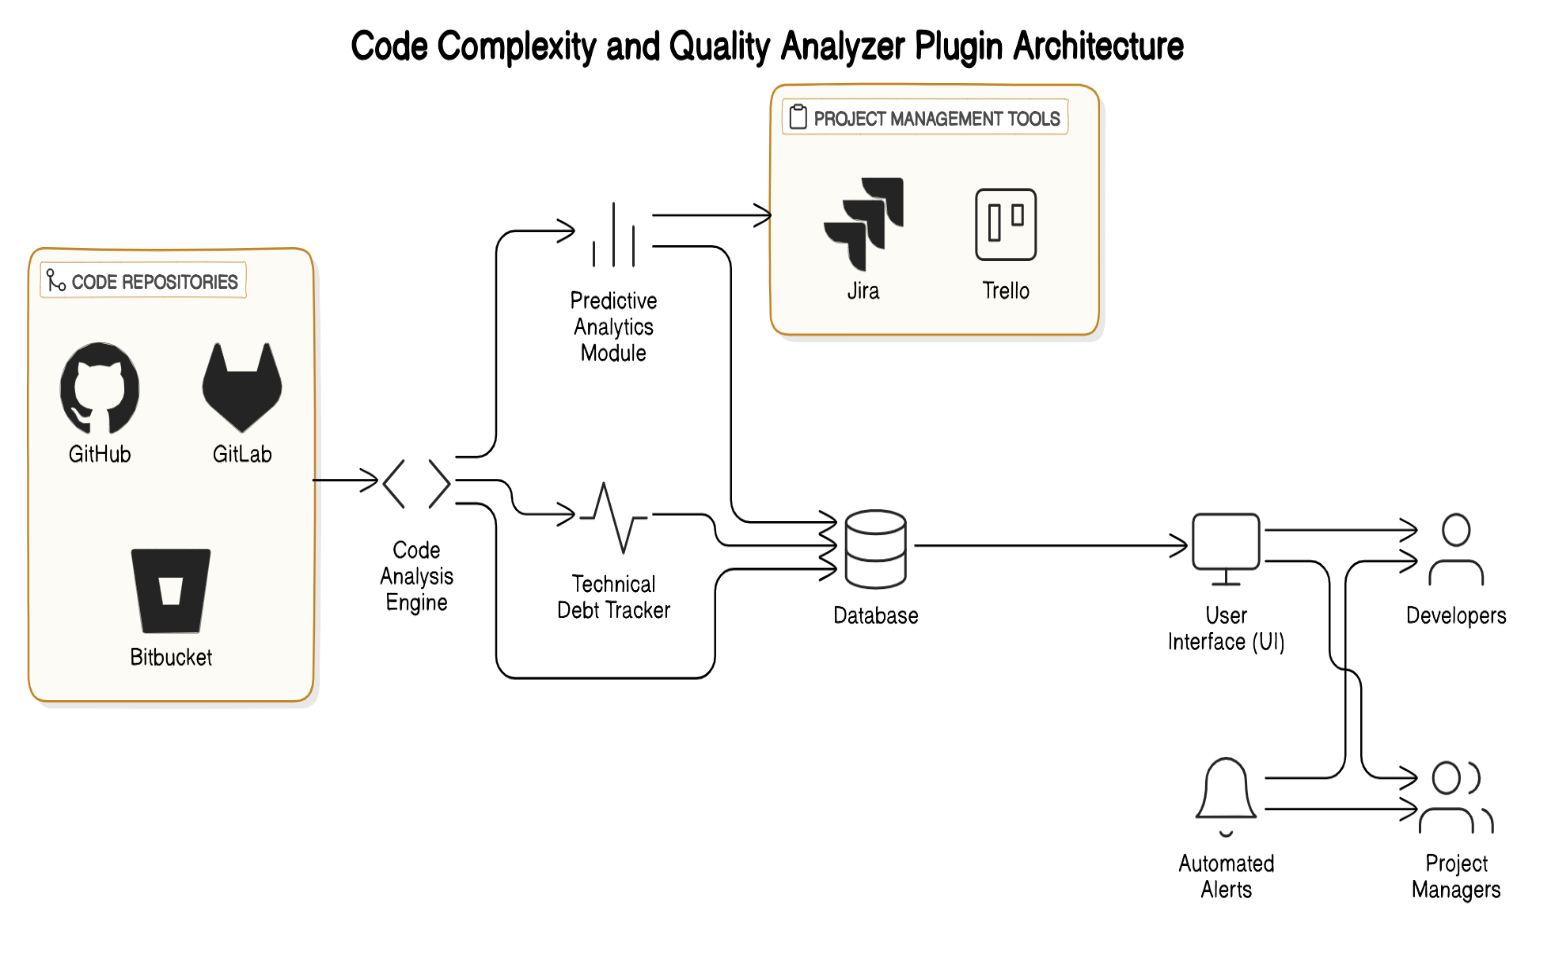 Code Complexity and Quality Analyzer Plugin Architecture
PROJECT MANAGEMENT TOOLS
Jira
Trello
CODE REPOSITORIES
GitHub
GitLab
Bitbucket
Predictive
Analytics
Module
Code
Analysis
Engine
Technical
Debt Tracker
Database
User
Interface (UI)
Developers
Automated
Alerts
Project
Managers